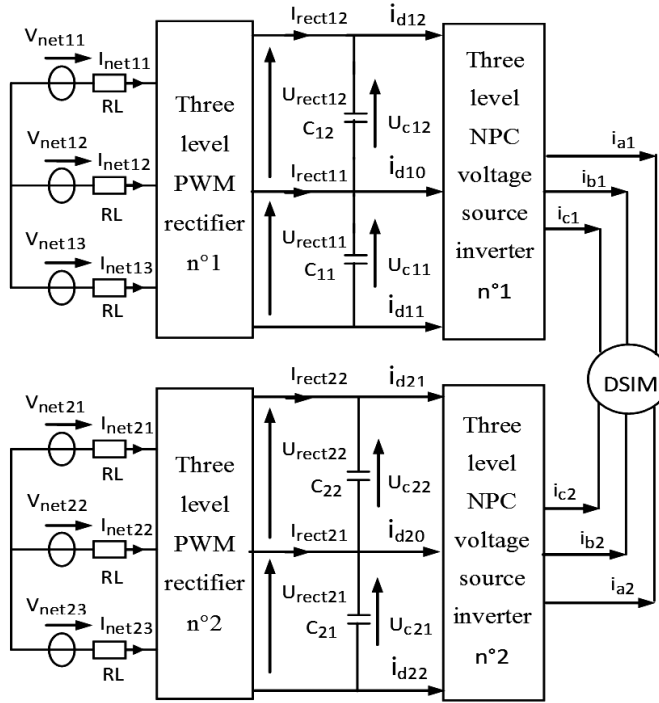 Vnet11
Inet11
RL
Vnet12
Inet12
RL
Vnet13
Inet13
RL
Three
level
PWM
rectifier
n°1
Irect12
id12
Urect12
C12
Uc12
Irect11
id10
Urect11
C11
Uc11
id11
Three
level
NPC
voltage
source
inverter
n°1
ia1
ib1
ic1
DSIM
Vnet21
Inet21
RL
Vnet22
Inet22
RL
Vnet23
Inet23
RL
Three
level
PWM
rectifier
n°2
Irect22
id21
Urect22
C22
Uc22
Irect21
id20
Urect21
C21
Uc21
id22
Three
level
NPC
voltage
source
inverter
n°2
ic2
ib2
ia2